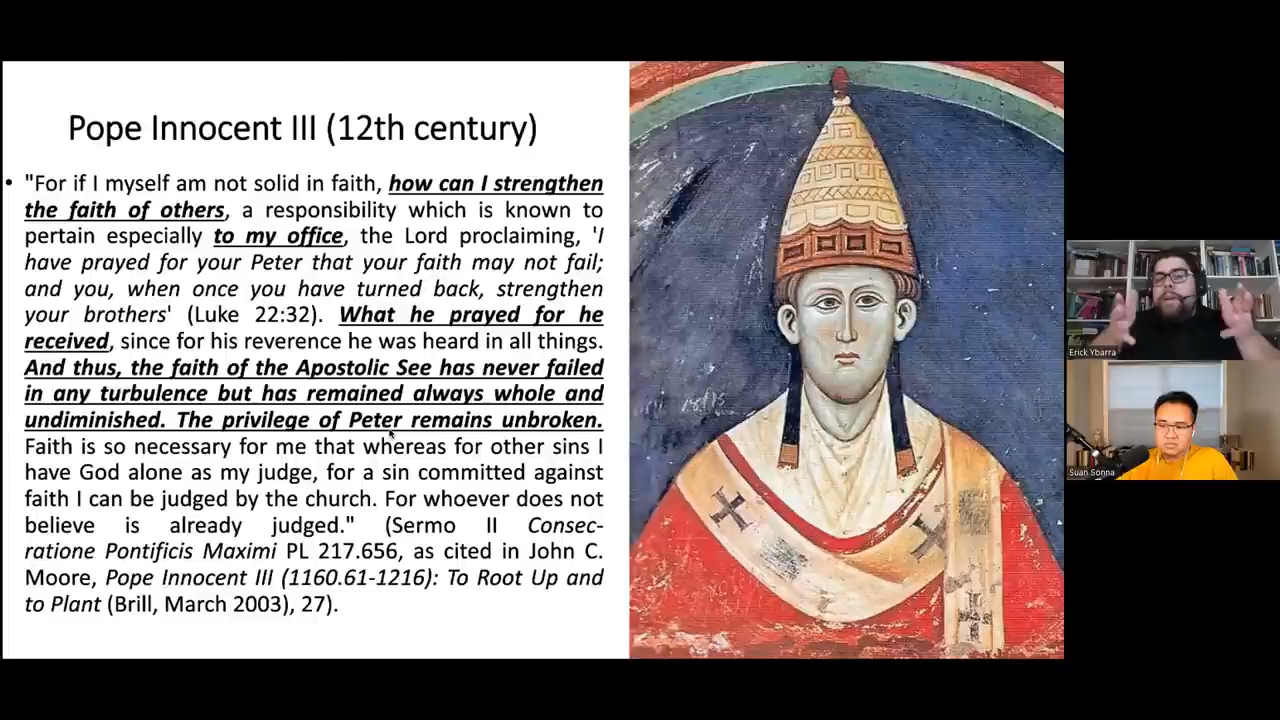 Pope Innocent III (12th century)
• "For if I myself am not solid in faith, how can I strengthen
the faith of others, a responsibility which is known to
pertain especially to my office, the Lord proclaiming, 'I
have prayed for your Peter that your faith may not fail;
and you, when once you have turned back, strengthen
your brothers' (Luke 22:32). What he prayed for he
received, since for his reverence he was heard in all things.
And thus, the faith of the Apostolic See has never failed
in any turbulence but has remained always whole and
undiminished. The privilege of Peter remains unbroken.
Faith is so necessary for me that whereas for other sins I
have God alone as my judge, for a sin committed against
faith I can be judged by the church. For whoever does not
believe is already judged." (Sermo II Consec-
ratione Pontificis Maximi PL 217.656, as cited in John C.
Moore, Pope Innocent III (1160.61-1216): To Root Up and
to Plant (Brill, March 2003), 27).
Erick Ybarra
Suan Sonna